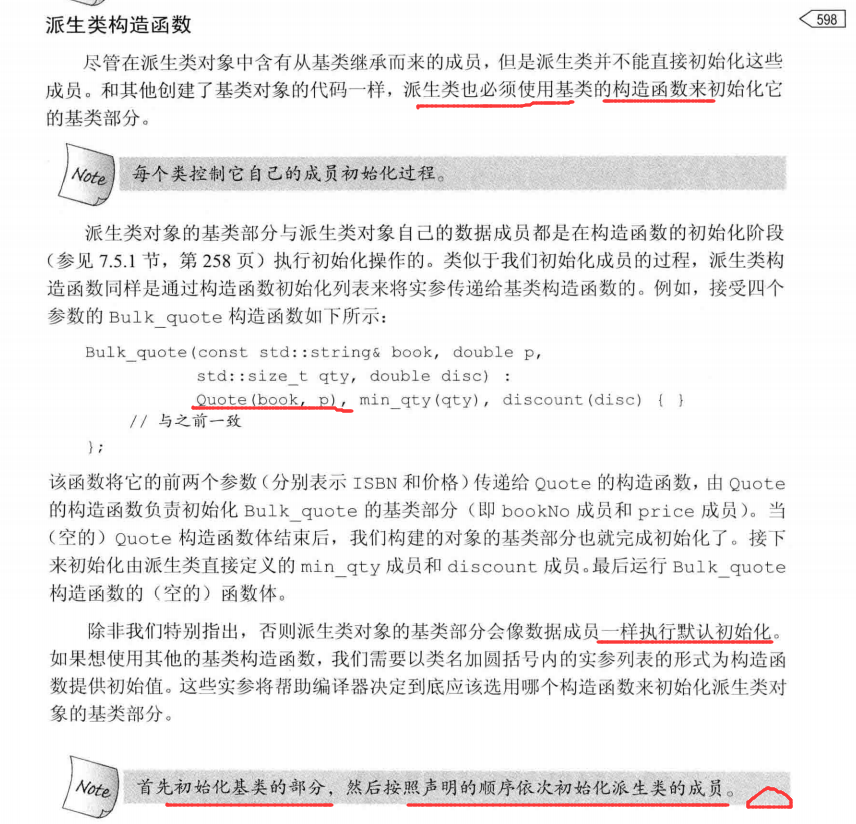 598
派生类构造函数
尽管在派生类对象中含有从基类继承而来的成员，但是派生类并不能直接初始化这些
成员。和其他创建了基类对象的代码一样，派生类也必须使用基类的构造函数来初始化它
的基类部分。
Note 每个类控制它自己的成员初始化过程。
派生类对象的基类部分与派生类对象自己的数据成员都是在构造函数的初始化阶段
（参见 7.5.1 节，第 258 页）执行初始化操作的。类似于我们初始化成员的过程，派生类构
造函数同样是通过构造函数初始化列表来将实参传递给基类构造函数的。例如，接受四个
参数的 Bulk_quote 构造函数如下所示：
Bulk_quote(const std::string& book, double p,
std::size_t qty, double disc) :
Quote(book, p), min_qty(qty), discount(disc) { }
// 与之前一致
};
该函数将它的前两个参数（分别表示 ISBN 和价格）传递给 Quote 的构造函数，由 Quote
的构造函数负责初始化 Bulk_quote 的基类部分（即 bookNo 成员和 price 成员）。当
（空的）Quote 构造函数体结束后，我们构建的对象的基类部分也就完成初始化了。接下
来初始化由派生类直接定义的 min_qty 成员和 discount 成员。最后运行 Bulk_quote
构造函数的（空的）函数体。
除非我们特别指出，否则派生类对象的基类部分会像数据成员一样执行默认初始化。
如果想使用其他的基类构造函数，我们需要以类名加圆括号内的实参列表的形式为构造函
数提供初始值。这些实参将帮助编译器决定到底应该选用哪个构造函数来初始化派生类对
象的基类部分。
Note 首先初始化基类的部分，然后按照声明的顺序依次初始化派生类的成员。